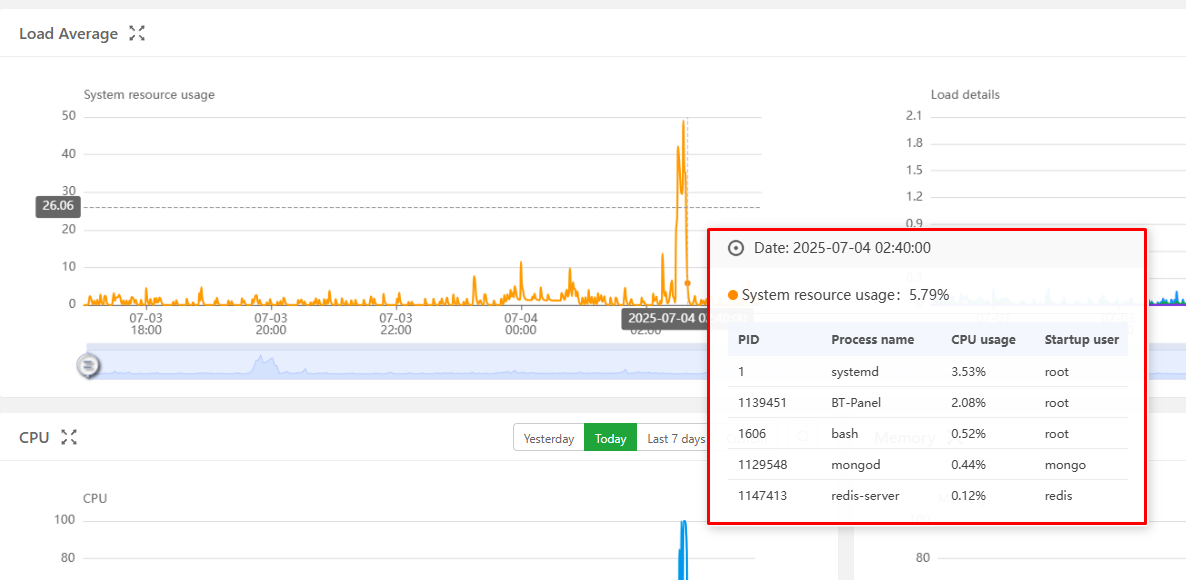 Load Average
System resource usage
50
40
30
26.06
20
10
0
07-03 18:00
07-03 20:00
07-03 22:00
07-04 00:00
02:00
2025-07-04 0
Load details
2.1
1.8
1.5
1.2
0.9
Date: 2025-07-04 02:40:00
System resource usage: 5.79%
PID Process name CPU usage Startup user
1 systemd 3.53% root
1139451 BT-Panel 2.08% root
1606 bash 0.52% root
1129548 mongod 0.44% mongo
1147413 redis-server 0.12% redis
CPU
Yesterday Today Last 7 days
Memory
CPU
100
80
80